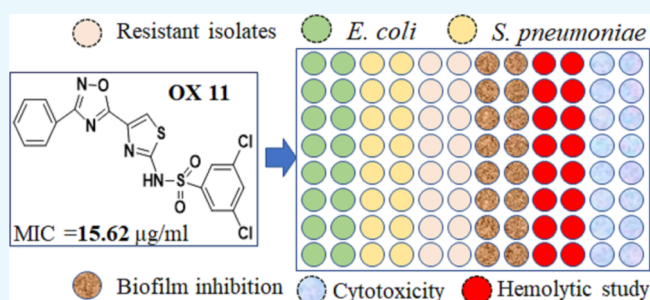 Resistant isolates
E. coli
S. pneumoniae
OX 11
N
O
N
N
S
Cl
HN
S
O
O
Cl
MIC =15.62 µg/ml
Biofilm inhibition
Cytotoxicity
Hemolytic study